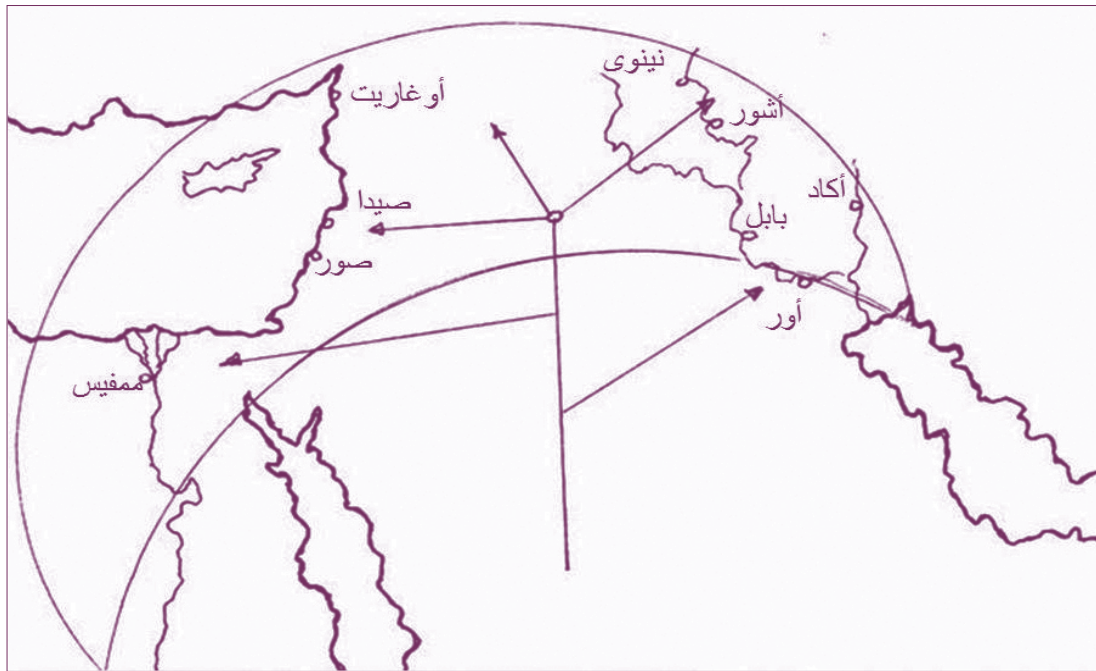 نينوى
أوغاريت
أشور
أكاد
صيدا
بابل
صور
أور
ممفيس